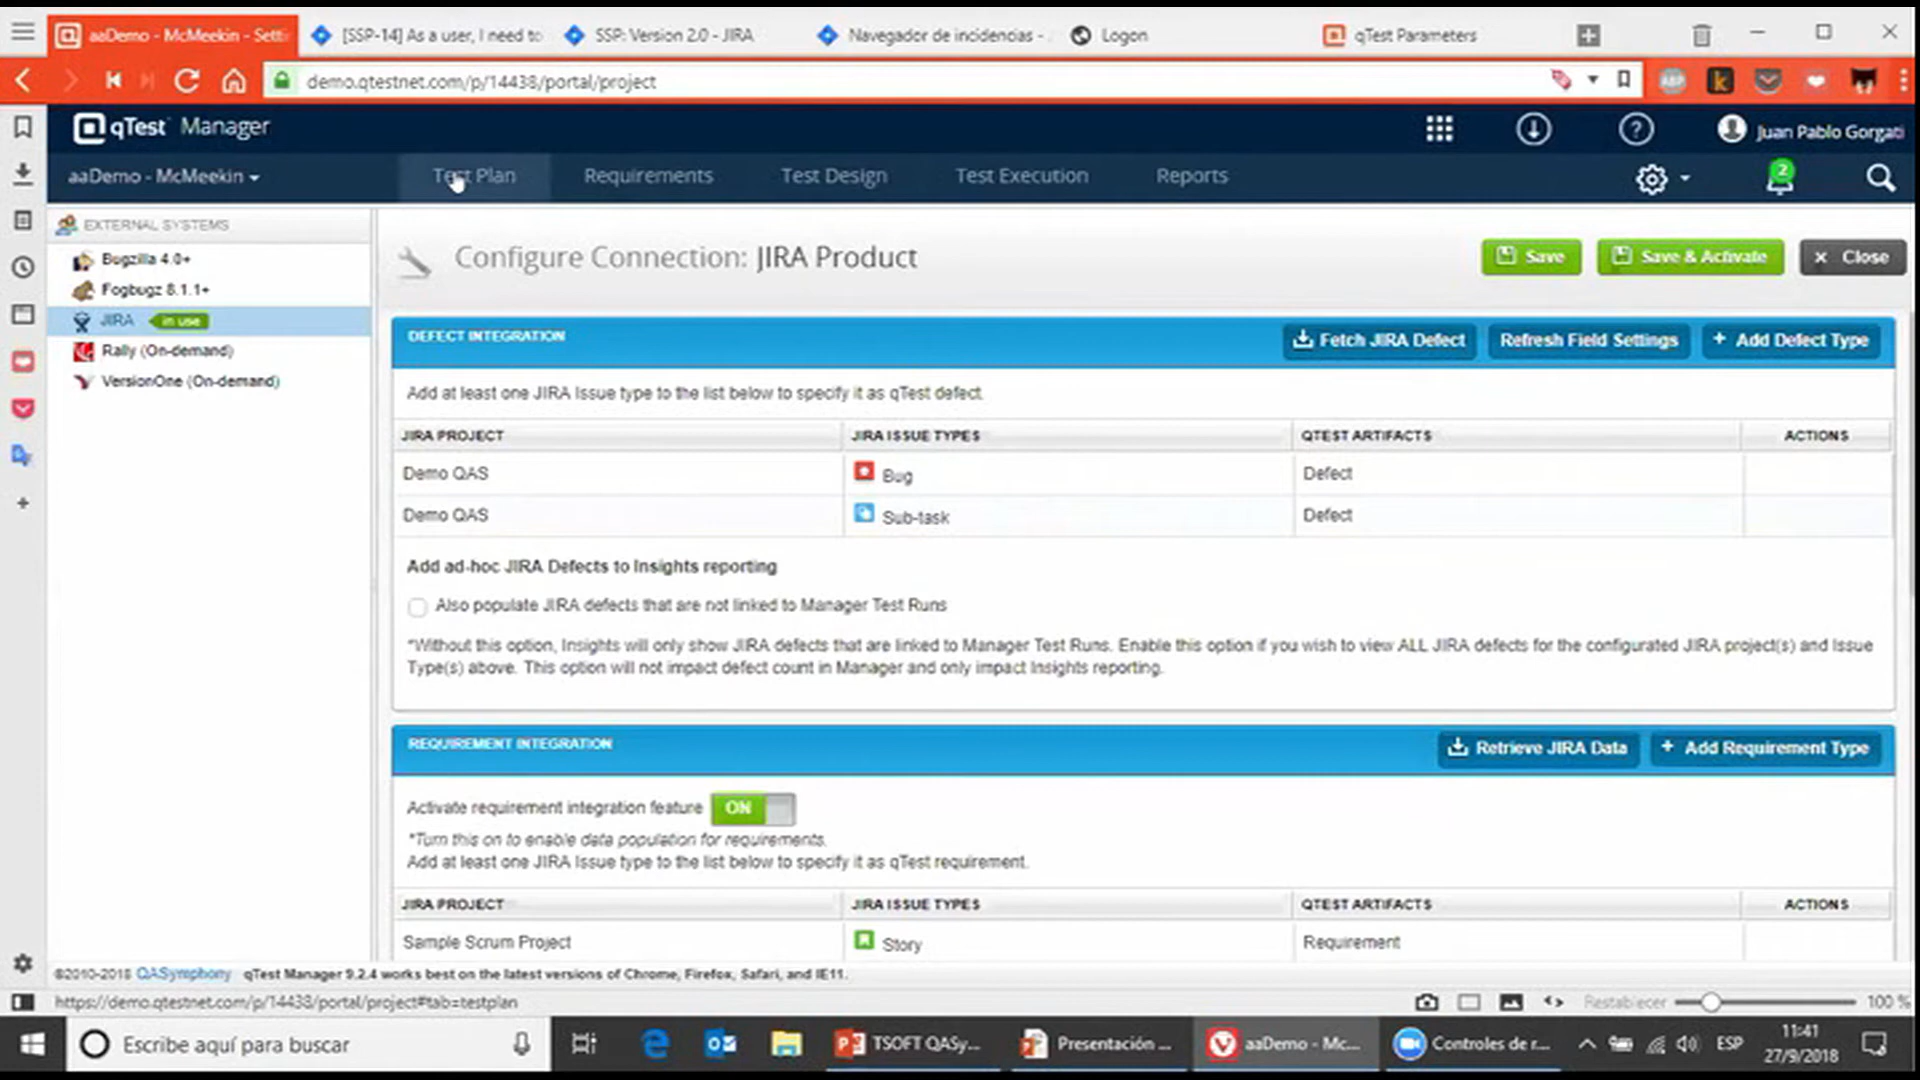 aaDemo - McMeekin - Setti
[SSP-14] As a user, I need to
SSP: Version 2.0 - JIRA
Navegador de incidencias -
Logon
qTest Parameters
demo.qtestnet.com/p/14438/portal/project
qTest Manager
Juan Pablo Gorgati
aaDemo - McMeekin
Test Plan
Requirements
Test Design
Test Execution
Reports
2
EXTERNAL SYSTEMS
Bugzilla 4.0+
Fogbugz 8.1.1+
JIRA in use
Rally (On-demand)
VersionOne (On-demand)
Configure Connection: JIRA Product
Save
Save & Activate
× Close
DEFECT INTEGRATION
Fetch JIRA Defect
Refresh Field Settings
+ Add Defect Type
Add at least one JIRA Issue type to the list below to specify it as qTest defect.
JIRA PROJECT JIRA ISSUE TYPES QTEST ARTIFACTS ACTIONS
Demo QAS Bug Defect
Demo QAS Sub-task Defect
Add ad-hoc JIRA Defects to Insights reporting
Also populate JIRA defects that are not linked to Manager Test Runs
*Without this option, Insights will only show JIRA defects that are linked to Manager Test Runs. Enable this option if you wish to view ALL JIRA defects for the configurated JIRA project(s) and Issue
Type(s) above. This option will not impact defect count in Manager and only impact Insights reporting.
REQUIREMENT INTEGRATION
Retrieve JIRA Data
+ Add Requirement Type
Activate requirement integration feature ON
*Turn this on to enable data population for requirements.
Add at least one JIRA Issue type to the list below to specify it as qTest requirement.
JIRA PROJECT JIRA ISSUE TYPES QTEST ARTIFACTS ACTIONS
Sample Scrum Project Story Requirement
©2010-2018 QASymphony qTest Manager 9.2.4 works best on the latest versions of Chrome, Firefox, Safari, and IE11.
https://demo.qtestnet.com/p/14438/portal/project#tab=testplan
Restablecer
100 %
Escribe aquí para buscar
TSOFT QASy...
Presentación ...
aaDemo - Mc...
Controles de r...
ESP
11:41
27/9/2018